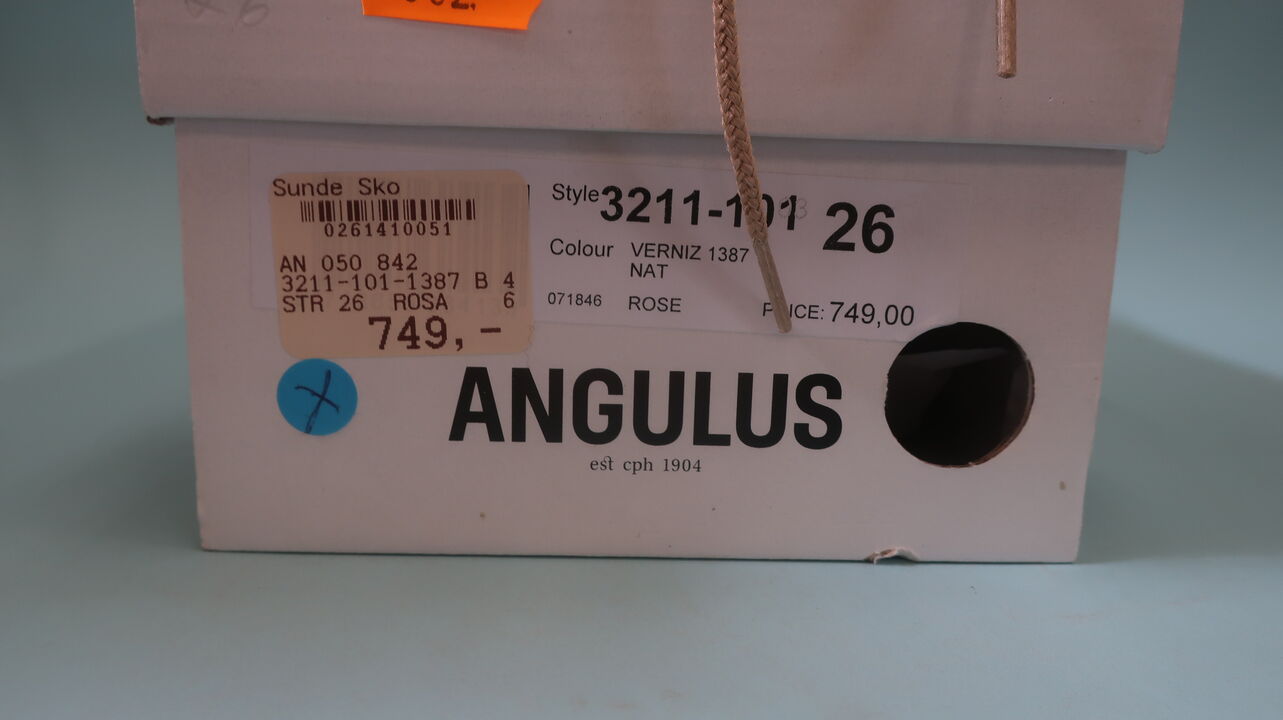 Sunde Sko
0261410051
AN 050 842
3211-101-1387 B 4
STR 26 ROSA 6
749,-
Style 3211-101 26
Colour VERNIZ 1387
NAT
071846 ROSE PRICE: 749,00
ANGULUS
est cph 1904